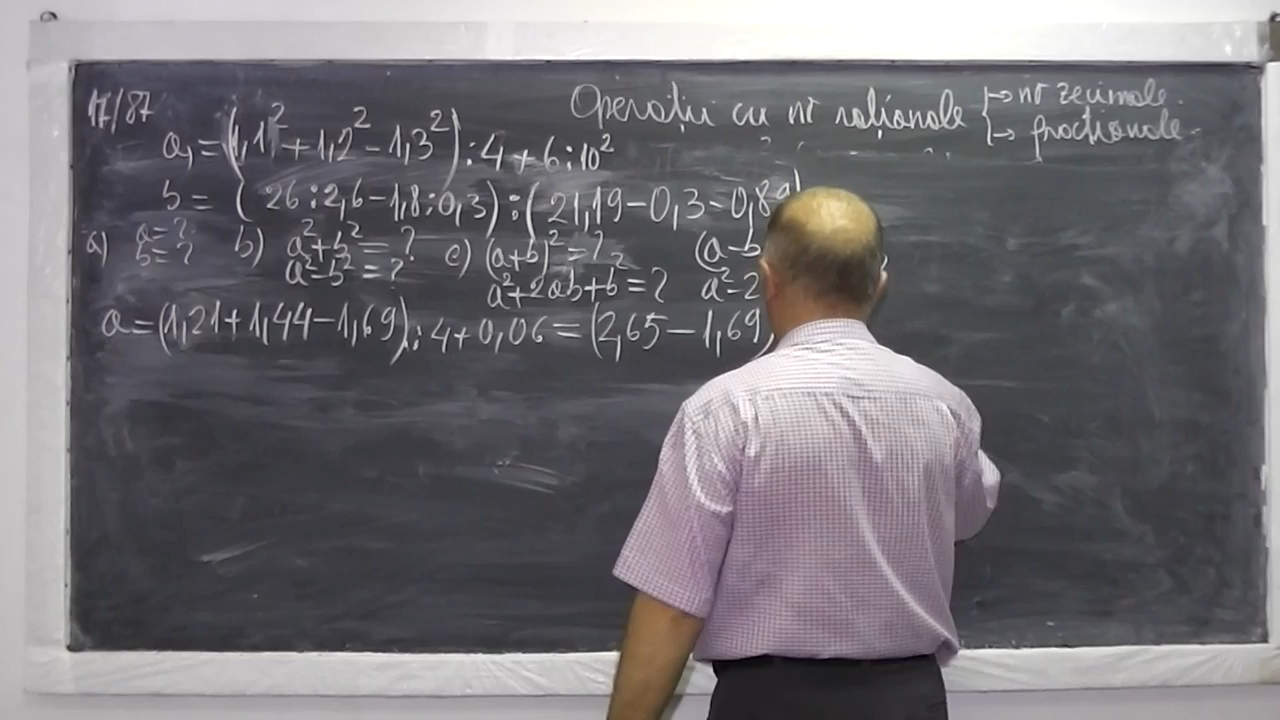 17/87
Operații cu nr raționale → nr zecimale
→ fracționale
a, = (1,1² + 1,2² - 1,3²) : 4 + 6 : 10²
b = (26 : 2,6 - 1,8 : 0,3) : (21,19 - 0,3 - 0,89)
a) a = ? b) a² + b² = ? c) (a+b)² = ? (a-b
b = ? a² - b² = ? a² + 2ab + b² = ? a² - 2
a = (1,21 + 1,44 - 1,69) : 4 + 0,06 = (2,65 - 1,69)